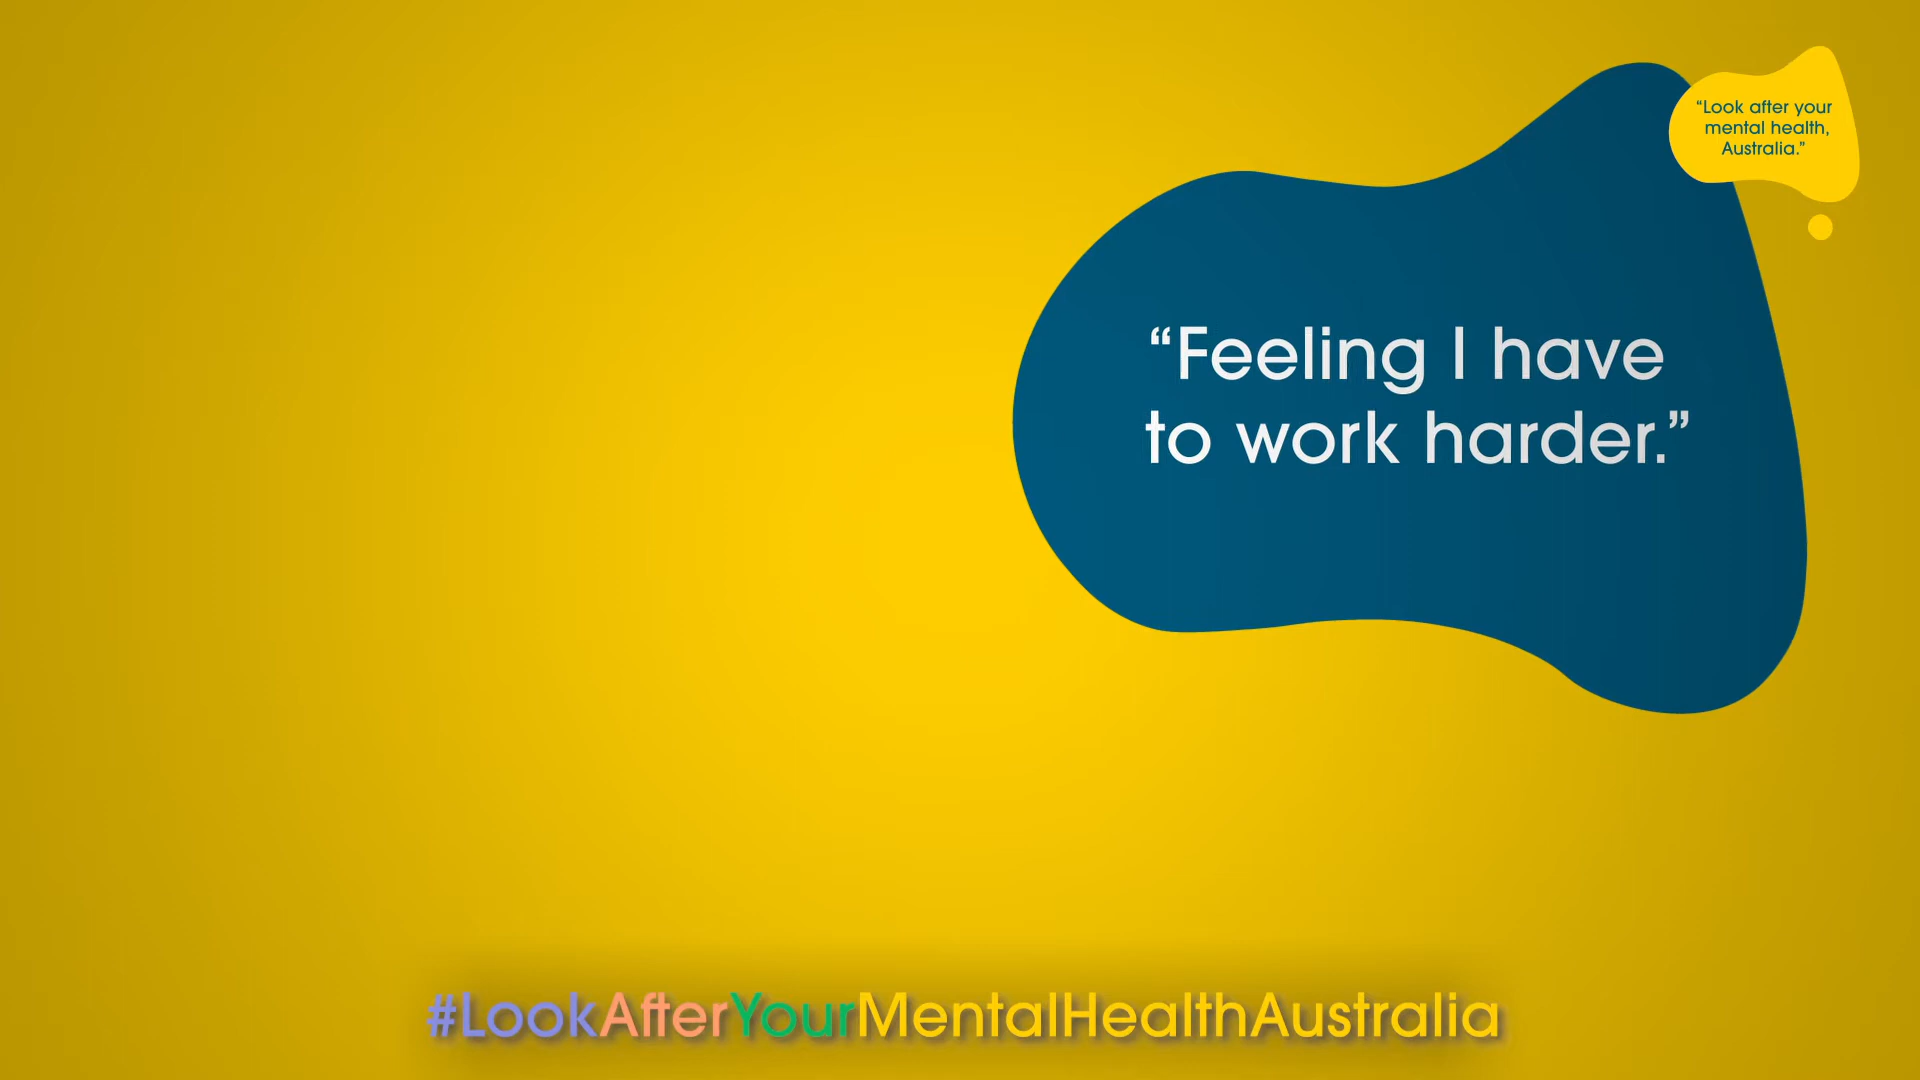 “Look after your
mental health,
Australia.”
“Feeling I have
to work harder.”
#LookAfterYourMentalHealthAustralia